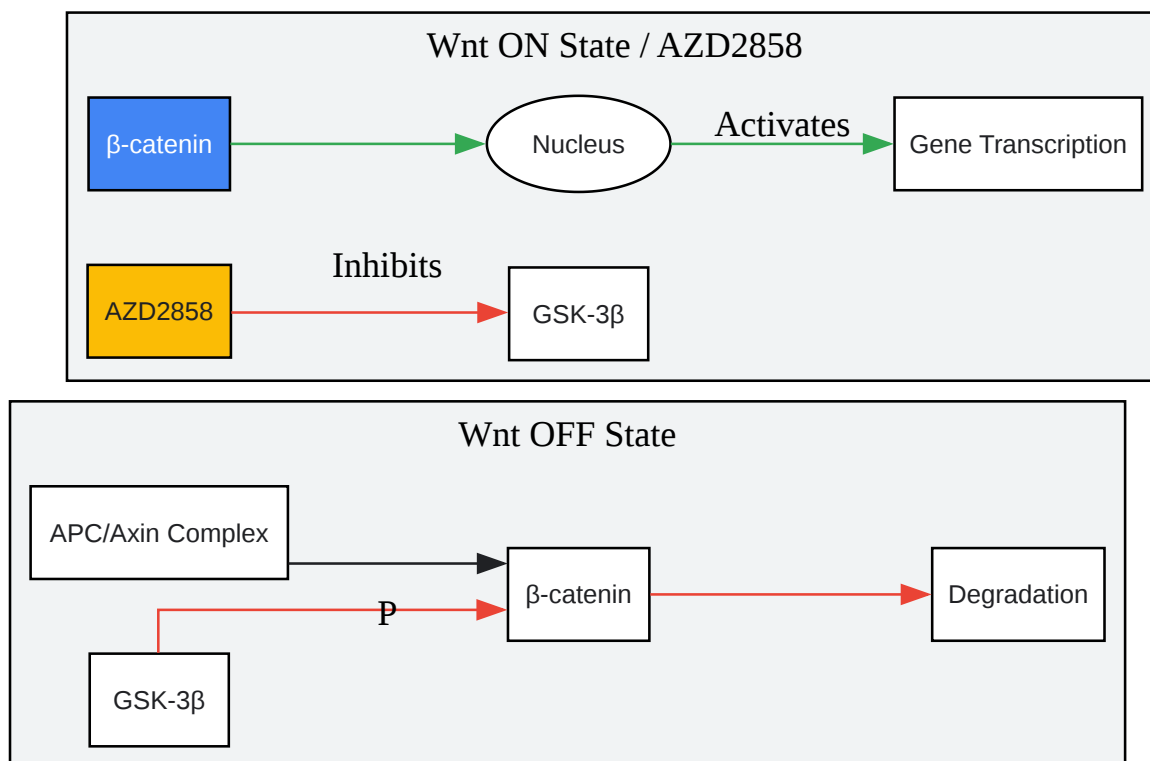 Wnt ON State / AZD2858
β-catenin
Nucleus
Activates
Gene Transcription
AZD2858
Inhibits
GSK-3β
Wnt OFF State
APC/Axin Complex
P
β-catenin
Degradation
GSK-3β